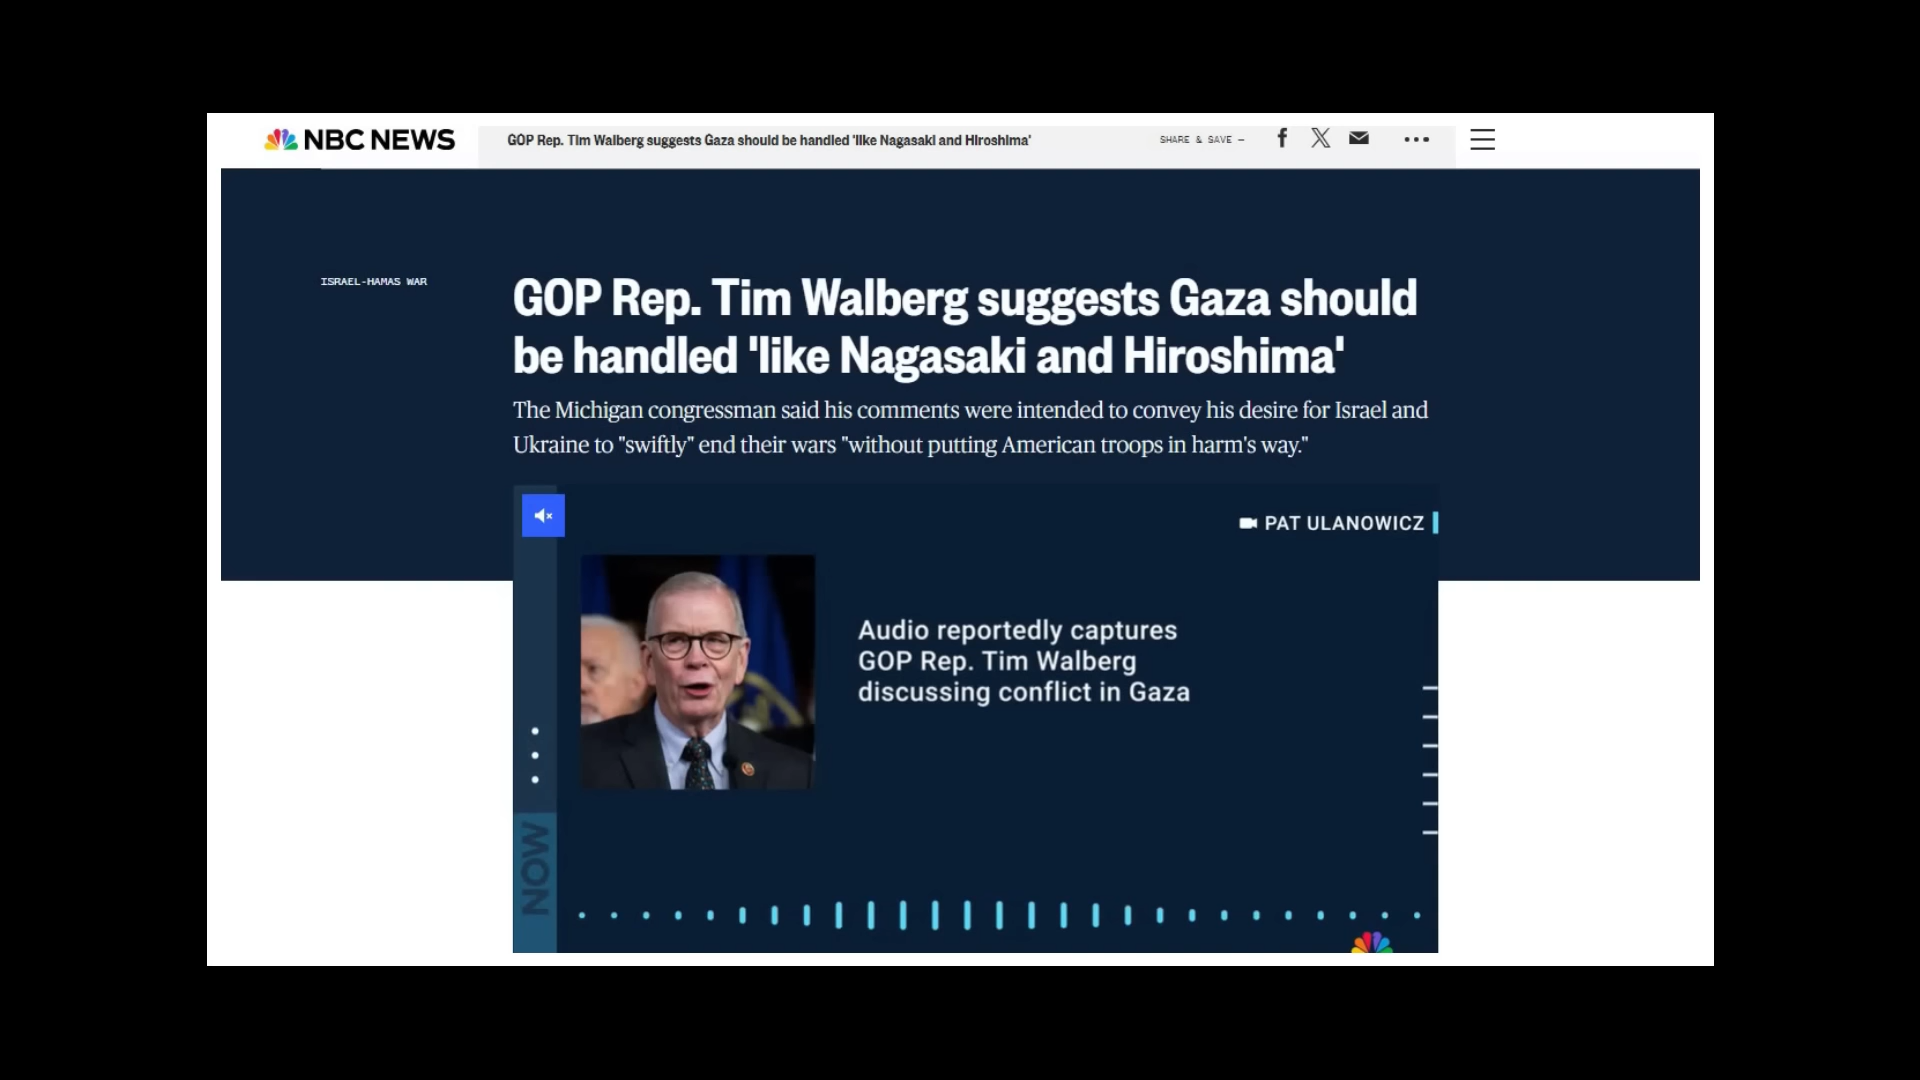 NBC NEWS
GOP Rep. Tim Walberg suggests Gaza should be handled 'like Nagasaki and Hiroshima'
SHARE & SAVE –
ISRAEL-HAMAS WAR
GOP Rep. Tim Walberg suggests Gaza should
be handled 'like Nagasaki and Hiroshima'
The Michigan congressman said his comments were intended to convey his desire for Israel and
Ukraine to "swiftly" end their wars "without putting American troops in harm's way."
PAT ULANOWICZ
Audio reportedly captures
GOP Rep. Tim Walberg
discussing conflict in Gaza
NOW